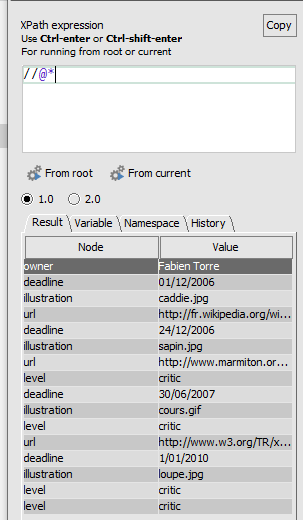 XPath expression
Copy
Use Ctrl-enter or Ctrl-shift-enter
For running from root or current
//@*
From root From current
1.0 2.0
Result Variable Namespace History
Node Value
owner Fabien Torre
deadline 01/12/2006
illustration caddie.jpg
url http://fr.wikipedia.org/wi...
deadline 24/12/2006
illustration sapin.jpg
url http://www.marmiton.or...
level critic
deadline 30/06/2007
illustration cours.gif
level critic
url http://www.w3.org/TR/x...
deadline 1/01/2010
illustration loupe.jpg
level critic
level critic